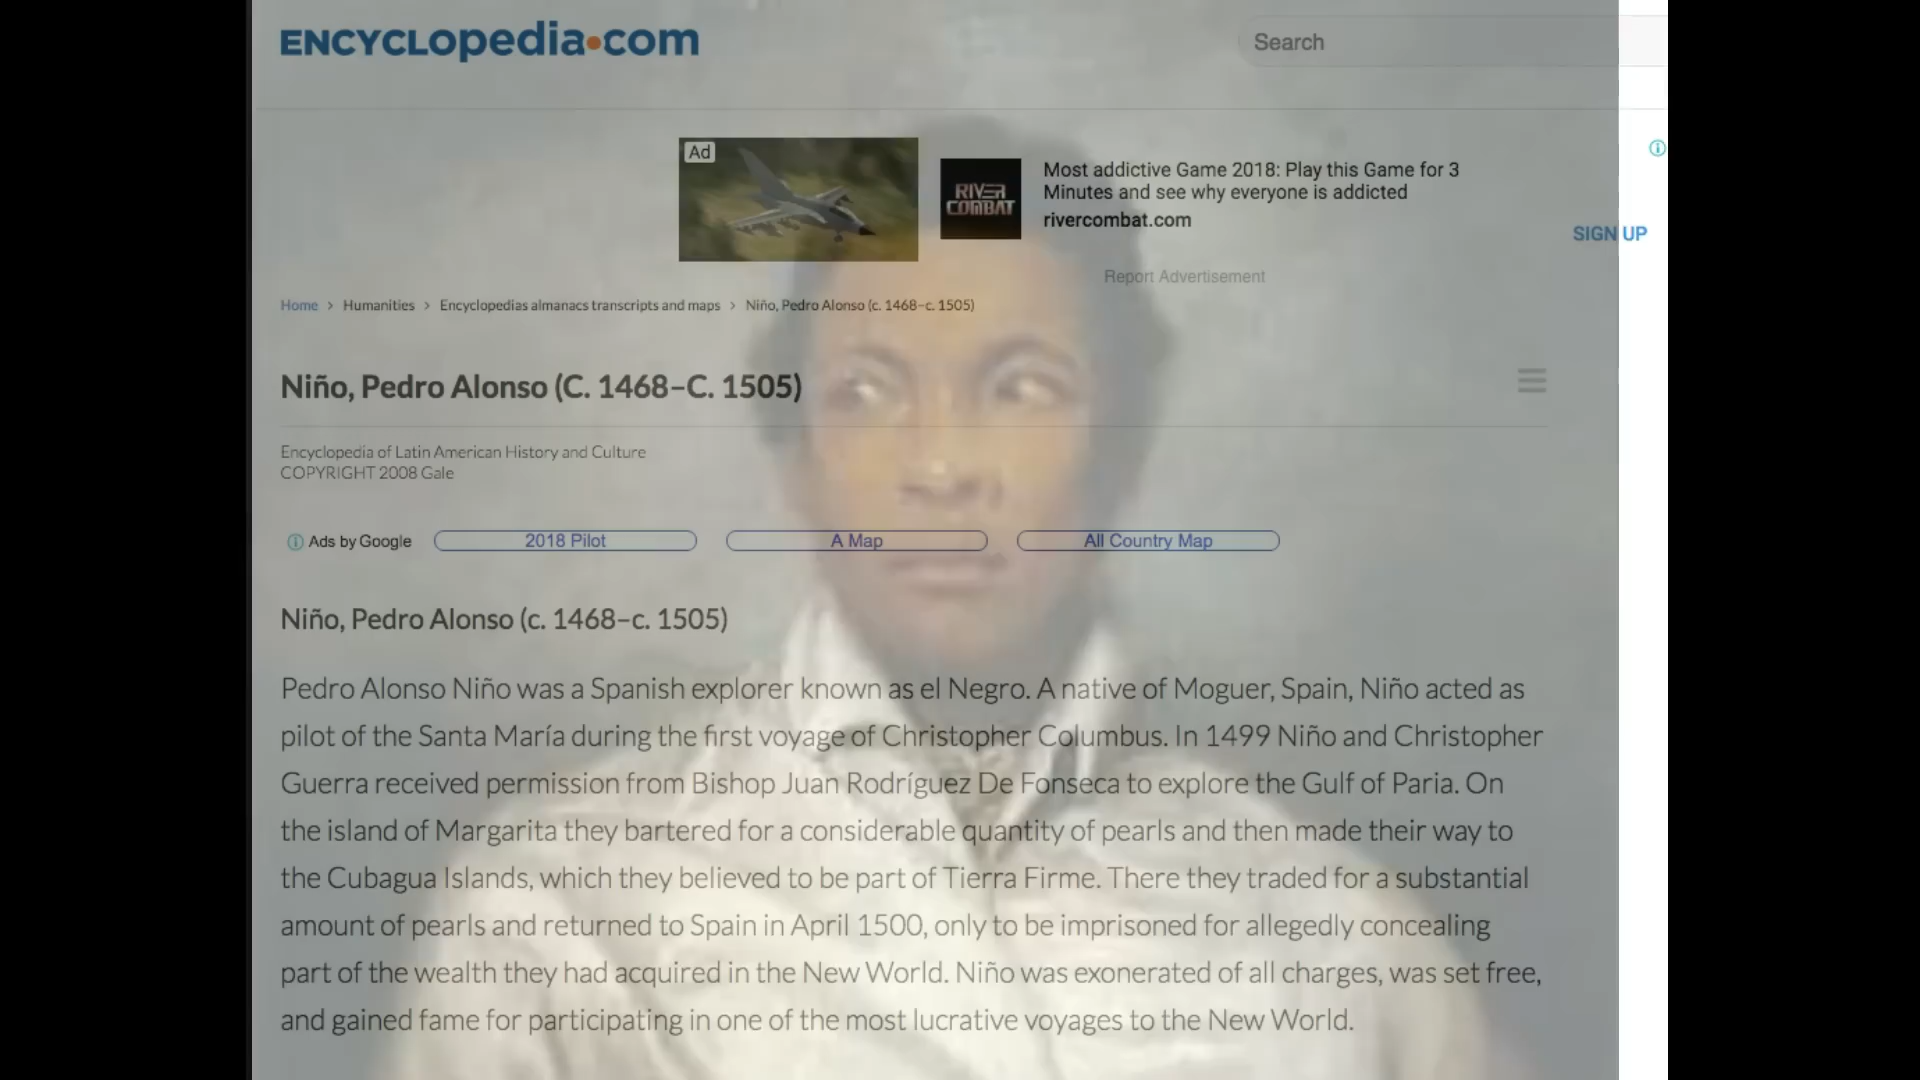 ENCYCLOpedia.com
Search
Ad
RIVER
COMBAT
Most addictive Game 2018: Play this Game for 3
Minutes and see why everyone is addicted
rivercombat.com
SIGN UP
Report Advertisement
Home > Humanities > Encyclopedias almanacs transcripts and maps > Niño, Pedro Alonso (c. 1468–c. 1505)
Niño, Pedro Alonso (C. 1468–C. 1505)
Encyclopedia of Latin American History and Culture
COPYRIGHT 2008 Gale
Ads by Google
2018 Pilot
A Map
All Country Map
Niño, Pedro Alonso (c. 1468–c. 1505)
Pedro Alonso Niño was a Spanish explorer known as el Negro. A native of Moguer, Spain, Niño acted as
pilot of the Santa María during the first voyage of Christopher Columbus. In 1499 Niño and Christopher
Guerra received permission from Bishop Juan Rodríguez De Fonseca to explore the Gulf of Paria. On
the island of Margarita they bartered for a considerable quantity of pearls and then made their way to
the Cubagua Islands, which they believed to be part of Tierra Firme. There they traded for a substantial
amount of pearls and returned to Spain in April 1500, only to be imprisoned for allegedly concealing
part of the wealth they had acquired in the New World. Niño was exonerated of all charges, was set free,
and gained fame for participating in one of the most lucrative voyages to the New World.